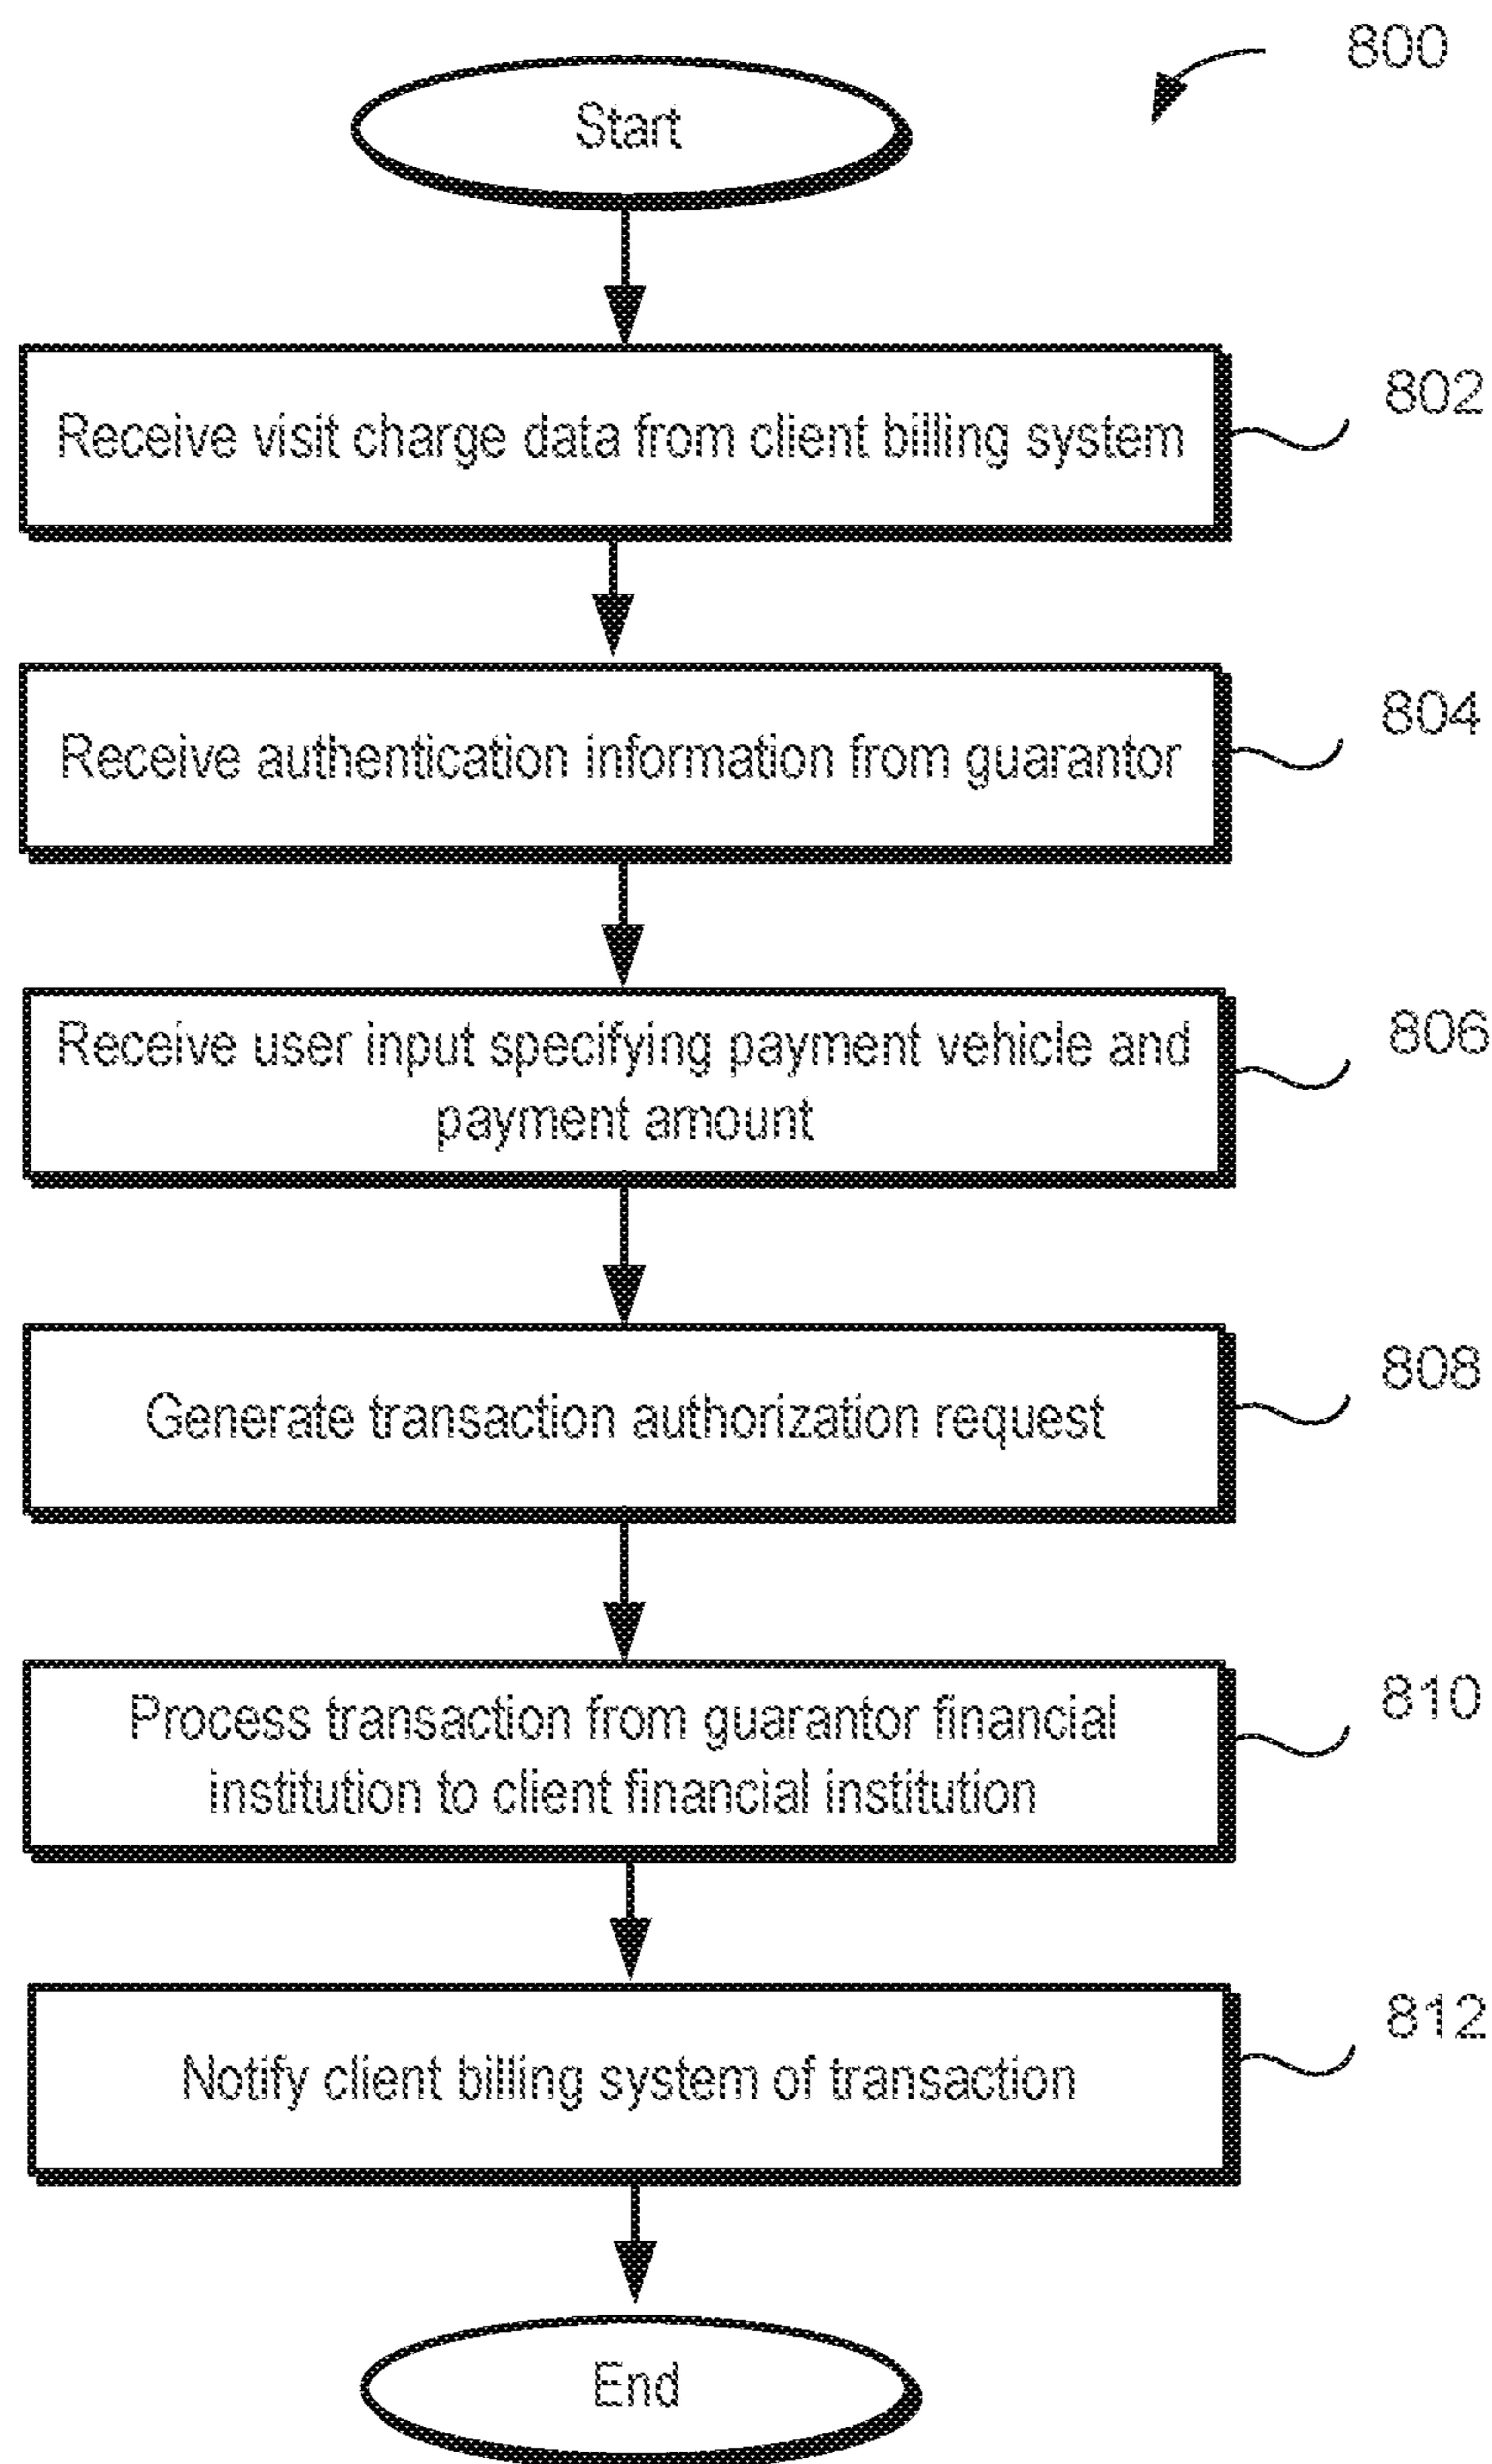 800
Start
Receive visit charge data from client billing system
802
Receive authentication information from guarantor
804
Receive user input specifying payment vehicle and
payment amount
806
Generate transaction authorization request
808
Process transaction from guarantor financial
institution to client financial institution
810
Notify client billing system of transaction
812
End